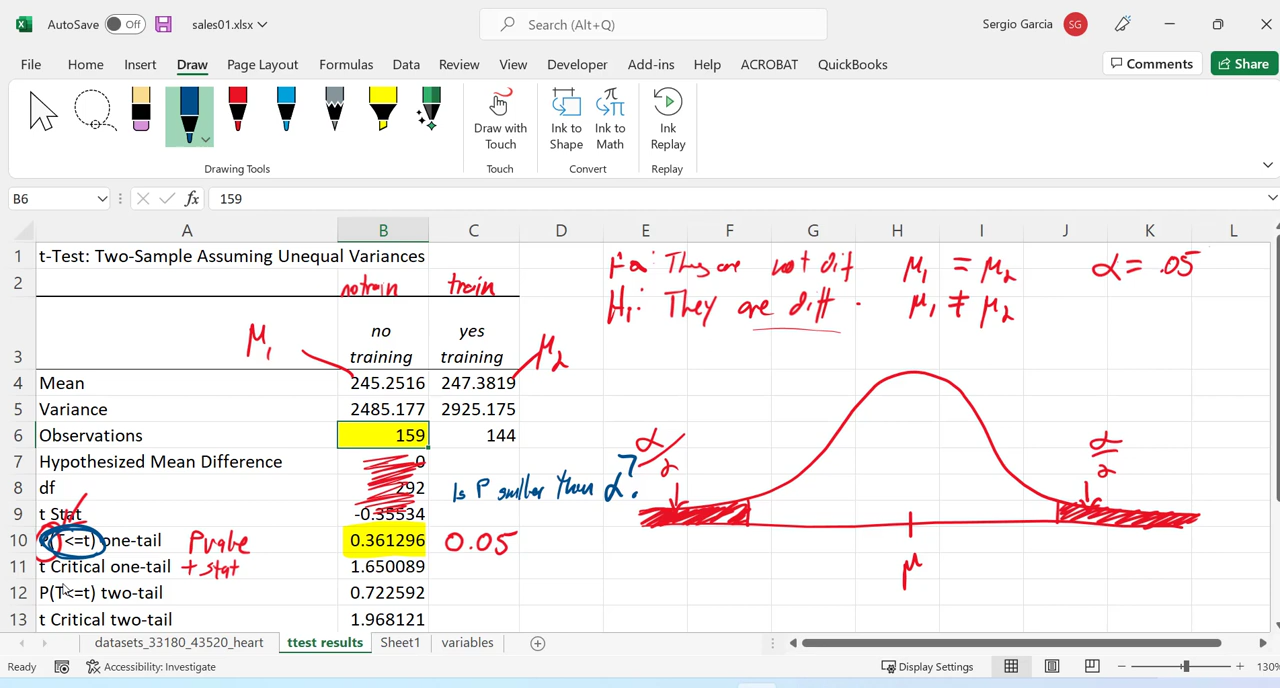 AutoSave Off sales01.xlsx Search (Alt+Q) Sergio Garcia SG
File Home Insert Draw Page Layout Formulas Data Review View Developer Add-ins Help ACROBAT QuickBooks Comments Share
Draw with Touch
Ink to Shape
Ink to Math
Ink Replay
Drawing Tools Touch Convert Replay
B6 fx 159
A B C D E F G H I J K L
1 t-Test: Two-Sample Assuming Unequal Variances
Ho: They are not dif μ1 = μ2 α = .05
2 notrain train
H1: They are diff. μ1 ≠ μ2
μ1 μ2
no yes
3 training training
4 Mean 245.2516 247.3819
5 Variance 2485.177 2925.175
6 Observations 159 144
α/2 α/2
7 Hypothesized Mean Difference 0
8 df 292
Is P smaller than α?
9 t Stat -0.35534
10 P(T<=t) one-tail Pvalue 0.361296 0.05
11 t Critical one-tail t stat 1.650089
μ
12 P(T<=t) two-tail 0.722592
13 t Critical two-tail 1.968121
datasets_33180_43520_heart ttest results Sheet1 variables
Ready Accessibility: Investigate Display Settings 130%